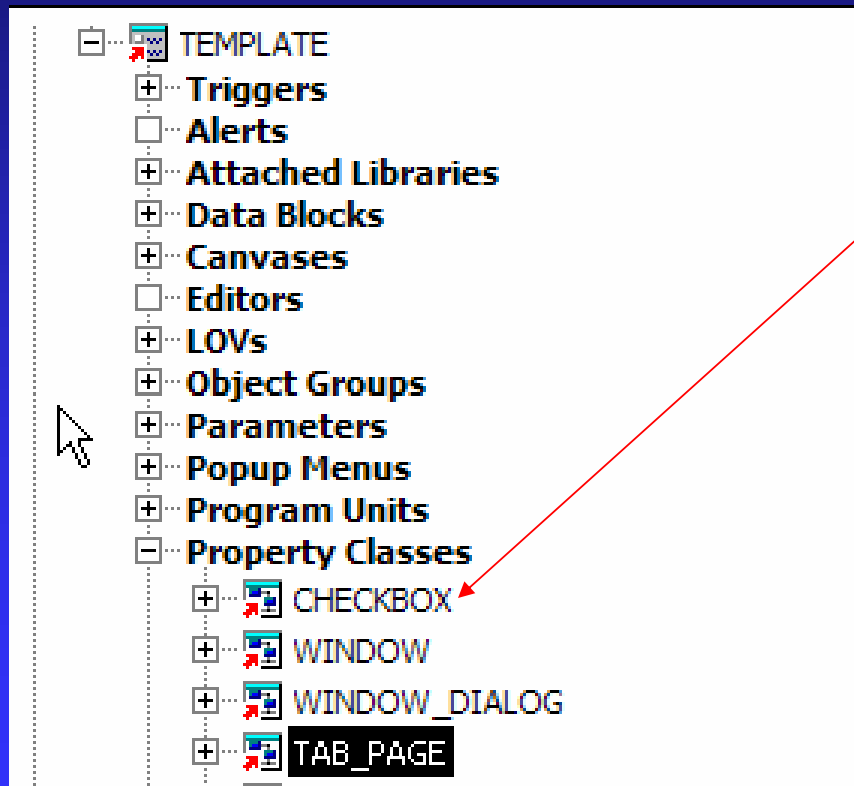 TEMPLATE
Triggers
Alerts
Attached Libraries
Data Blocks
Canvases
Editors
LOVs
Object Groups
Parameters
Popup Menus
Program Units
Property Classes
CHECKBOX
WINDOW
WINDOW_DIALOG
TAB_PAGE